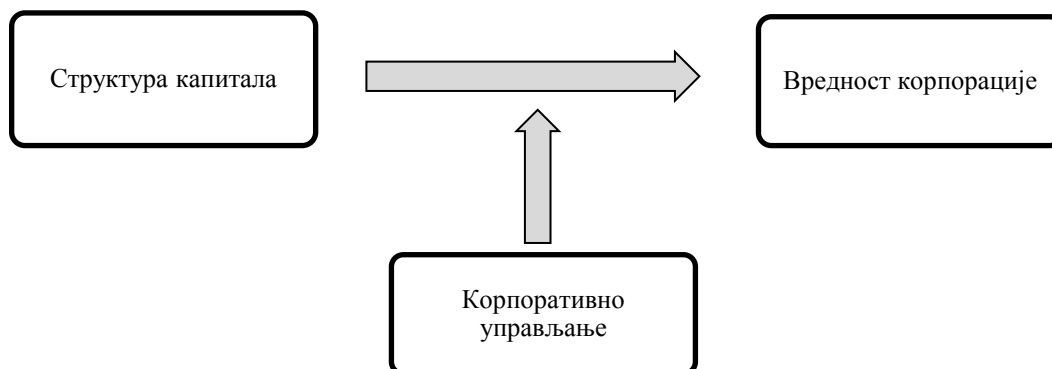 Структура капитала
Вредност корпорације
Корпоративно
управљање